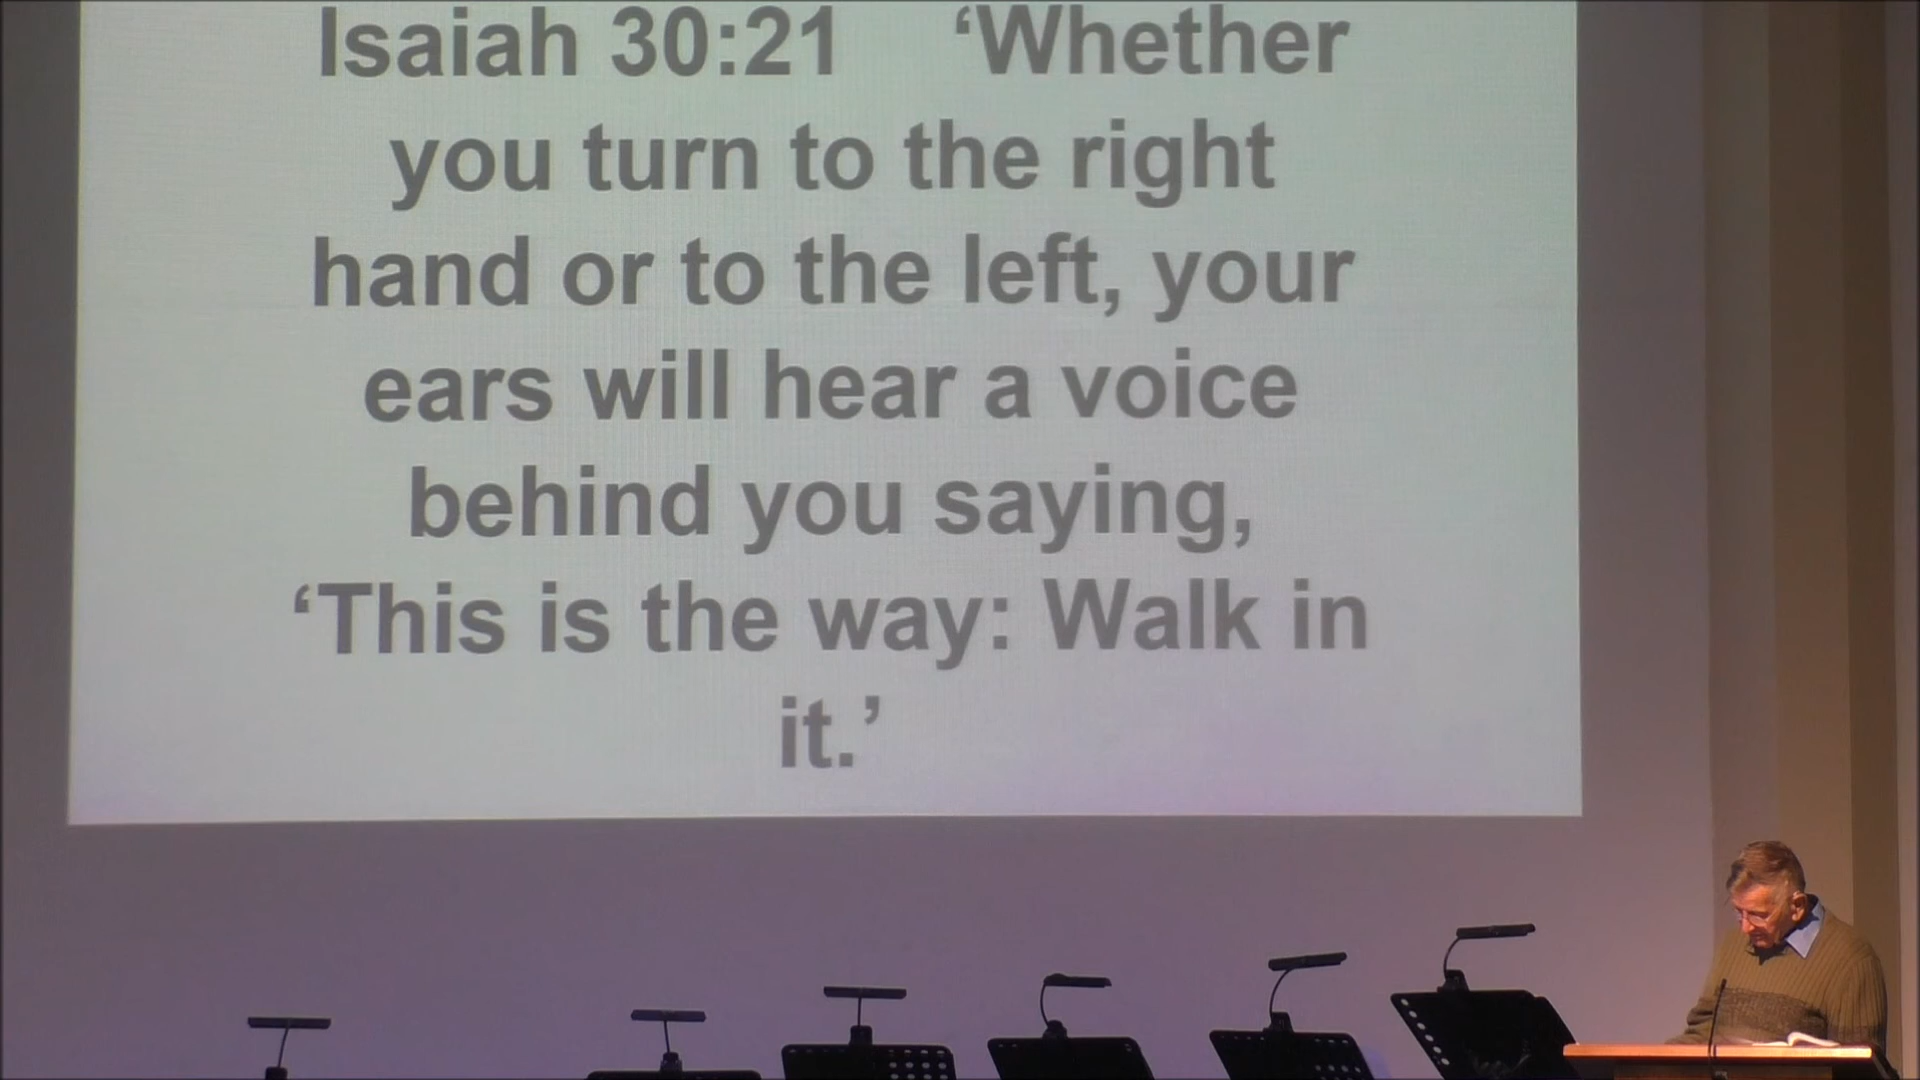 Isaiah 30:21 ‘Whether
you turn to the right
hand or to the left, your
ears will hear a voice
behind you saying,
‘This is the way: Walk in
it.’